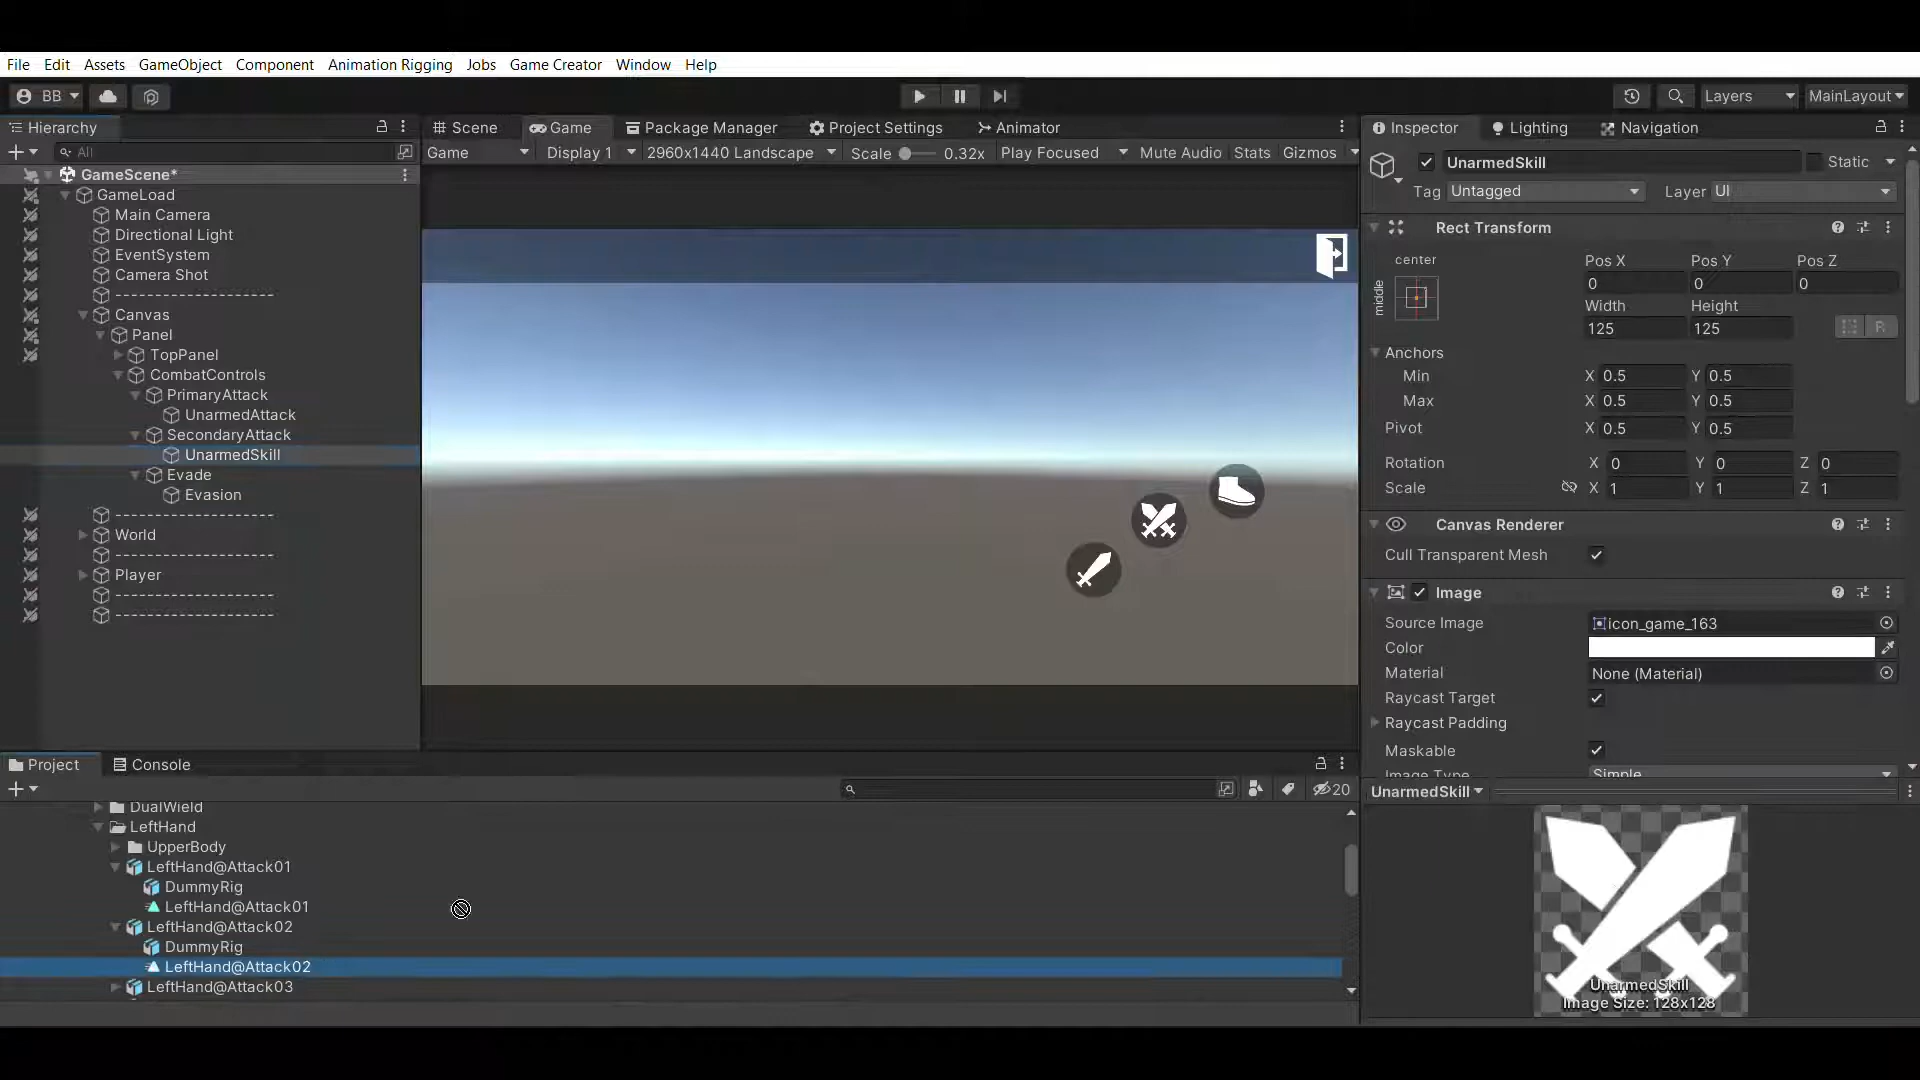 File Edit Assets GameObject Component Animation Rigging Jobs Game Creator Window Help
BB Layers MainLayout
Hierarchy Scene Game Package Manager Project Settings Animator Inspector Lighting Navigation
All Game Display 1 2960x1440 Landscape Scale 0.32x Play Focused Mute Audio Stats Gizmos
UnarmedSkill Static
Tag Untagged Layer UI
GameScene*
GameLoad
Main Camera
Directional Light
EventSystem
Camera Shot
----------------------
Canvas
Panel
TopPanel
CombatControls
PrimaryAttack
UnarmedAttack
SecondaryAttack
UnarmedSkill
Evade
Evasion
----------------------
World
----------------------
Player
----------------------
----------------------
Rect Transform
center
middle
Pos X Pos Y Pos Z
0 0 0
Width Height
125 125
R
Anchors
Min X 0.5 Y 0.5
Max X 0.5 Y 0.5
Pivot X 0.5 Y 0.5
Rotation X 0 Y 0 Z 0
Scale X 1 Y 1 Z 1
Canvas Renderer
Cull Transparent Mesh
Image
Source Image icon_game_163
Color
Material None (Material)
Raycast Target
Raycast Padding
Maskable
Image Type Simple
Project Console
20
DualWield
LeftHand
UpperBody
LeftHand@Attack01
DummyRig
LeftHand@Attack01
LeftHand@Attack02
DummyRig
LeftHand@Attack02
LeftHand@Attack03
UnarmedSkill
UnarmedSkill
Image Size: 128x128